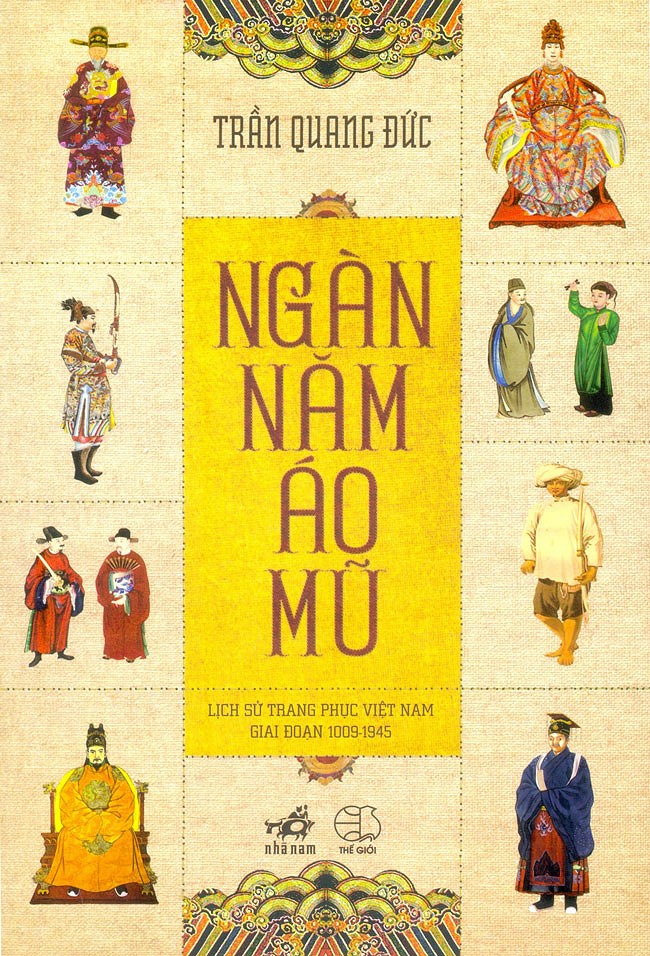 TRẦN QUANG ĐỨC
NGÀN
NĂM
ÁO
MŨ
LỊCH SỬ TRANG PHỤC VIỆT NAM
GIAI ĐOẠN 1009-1945
nhã nam
THẾ GIỚI